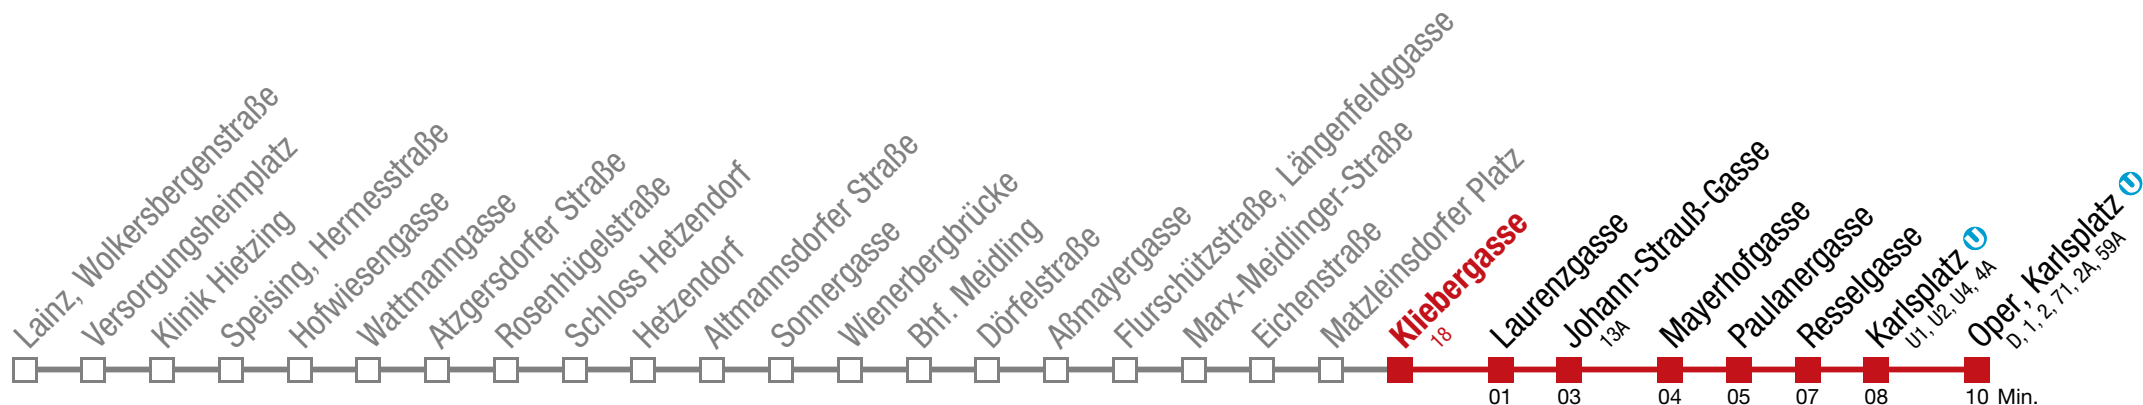 Lainz, Wolkersbergenstraße
Versorgungsheimplatz
Klinik Hietzing
Speising, Hermesstraße
Hofwiesengasse
Wattmanngasse
Atzgersdorfer Straße
Rosenhügelstraße
Schloss Hetzendorf
Hetzendorf
Altmannsdorfer Straße
Sonnergasse
Wienerbergbrücke
Bnf. Meidling
Dörfelstraße
Aßmayergasse
Flurschützstraße, Längenfeldggasse
Marx-Meidlinger-Straße
Eichenstraße
Matzleinsdorfer Platz
Kliebergasse
18
Laurenzgasse
Johann-Strauß-Gasse
13A
Mayerhofgasse
Paulanergasse
Resselgasse
Karlsplatz U
U1, U2, U4, 4A
Oper, Karlsplatz U
D, 1, 2, 71, 2A, 59A
01 03 04 05 07 08 10 Min.